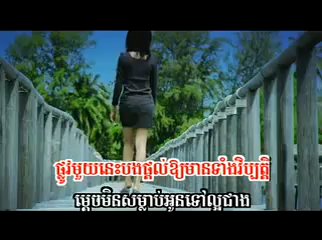 ផ្លូវមួយនេះបងផ្តល់ឱ្យមានទាំងវិប្បត្តិ
ម្តេចមិនសម្លាប់អូនទៅល្អជាង